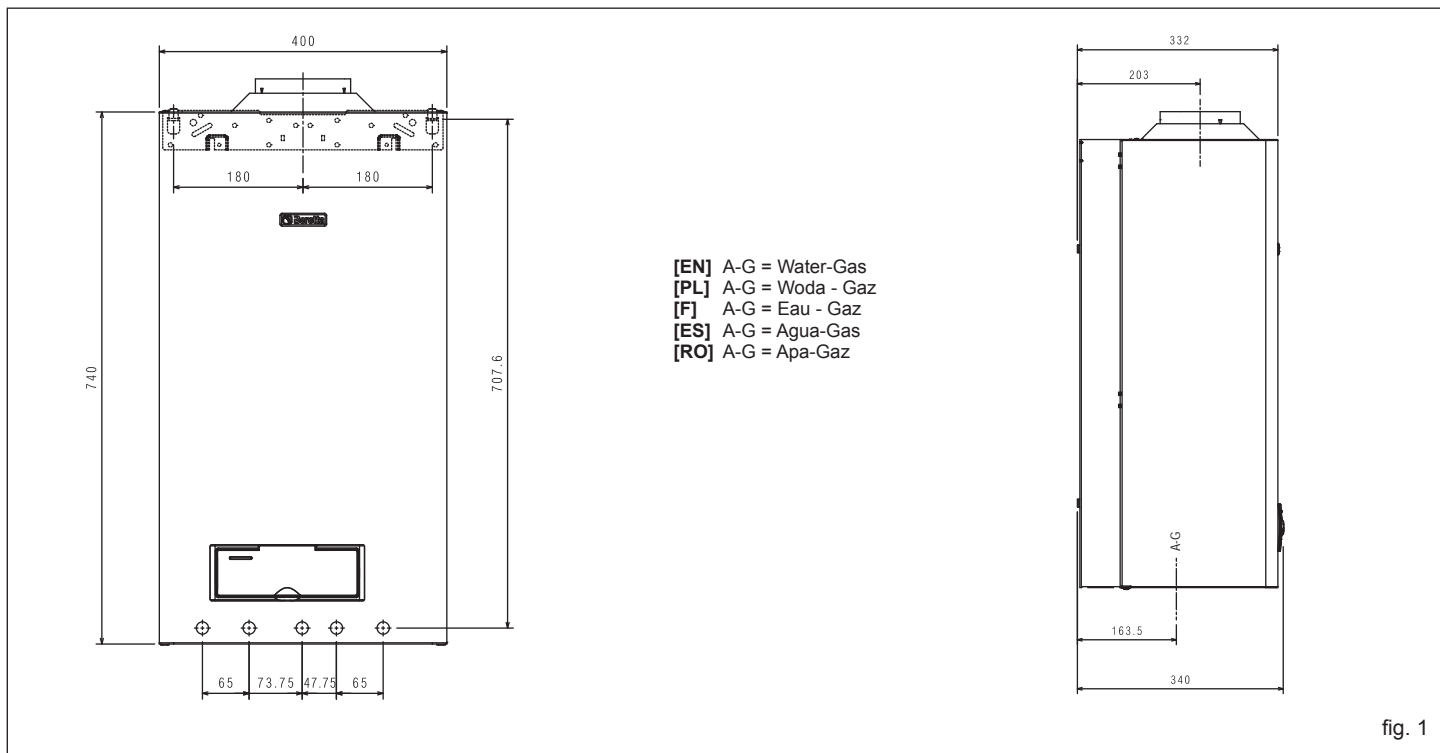 400
332
203
180 180
Beretta
[EN] A-G = Water-Gas
[PL] A-G = Woda - Gaz
[F] A-G = Eau - Gaz
[ES] A-G = Agua-Gas
[RO] A-G = Apa-Gaz
740
707.6
A-G
163.5
65 73.75 47.75 65
340
fig. 1